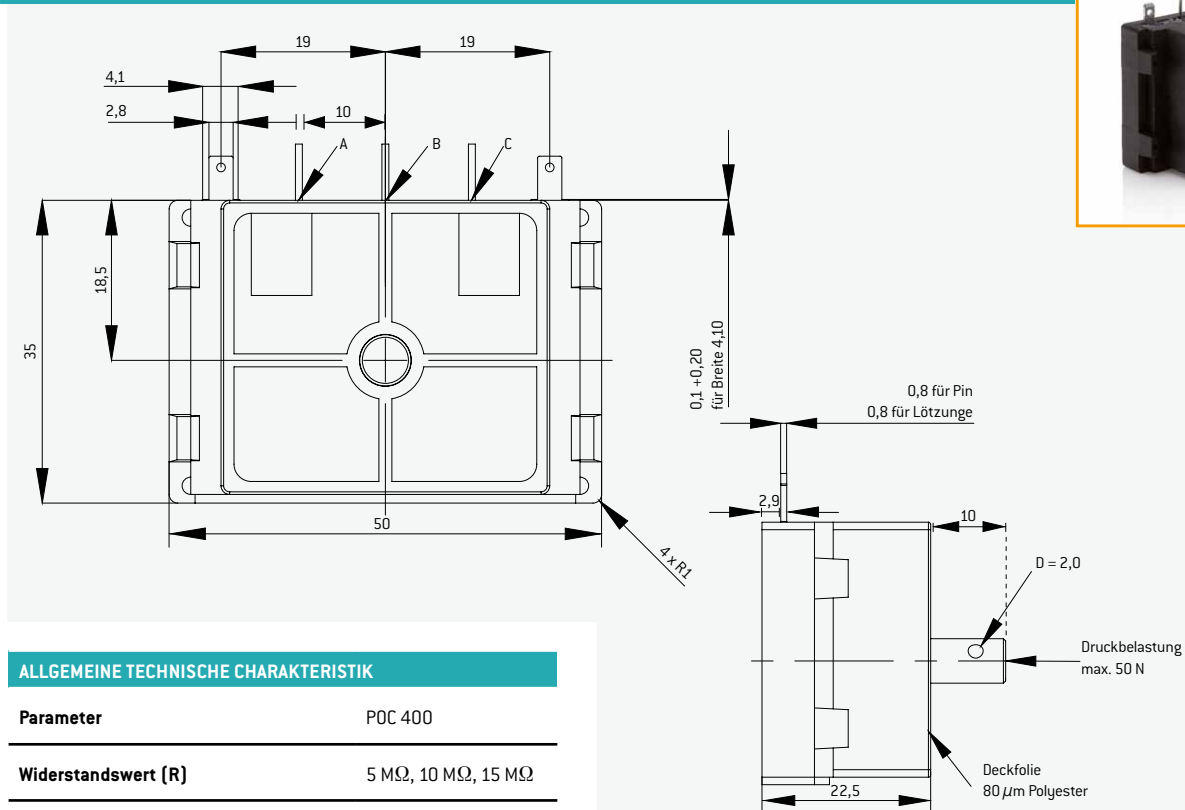 19
19
4,1
2,8
10
A
B
C
18,5
35
0,1 +0,20
für Breite 4,10
0,8 für Pin
0,8 für Lötzunge
50
4 x R1
2,9
10
D = 2,0
Druckbelastung
max. 50 N
Deckfolie
80 µm Polyester
22,5
ALLGEMEINE TECHNISCHE CHARAKTERISTIK
Parameter POC 400
Widerstandswert (R) 5 MΩ, 10 MΩ, 15 MΩ